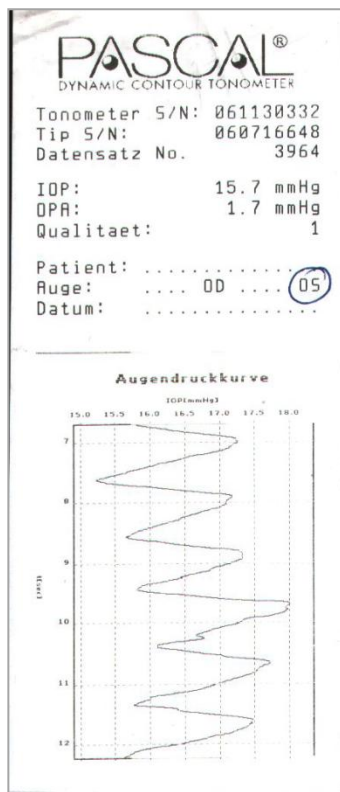 PASCAL®
DYNAMIC CONTOUR TONOMETER
Tonometer S/N: 061130332
Tip S/N: 060716648
Datensatz No. 3964
IOP: 15.7 mmHg
OPA: 1.7 mmHg
Qualitaet: 1
Patient: ...............
Auge: .... OD .... OS
Datum: ...............
Augendruckkurve
IOP[mmHg]
15.0 15.5 16.0 16.5 17.0 17.5 18.0
7
8
9
[sec]
10
11
12